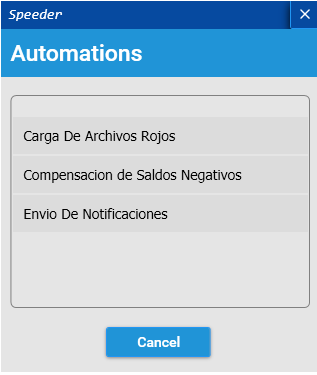 Speeder
Automations
Carga De Archivos Rojos
Compensacion de Saldos Negativos
Envio De Notificaciones
Cancel